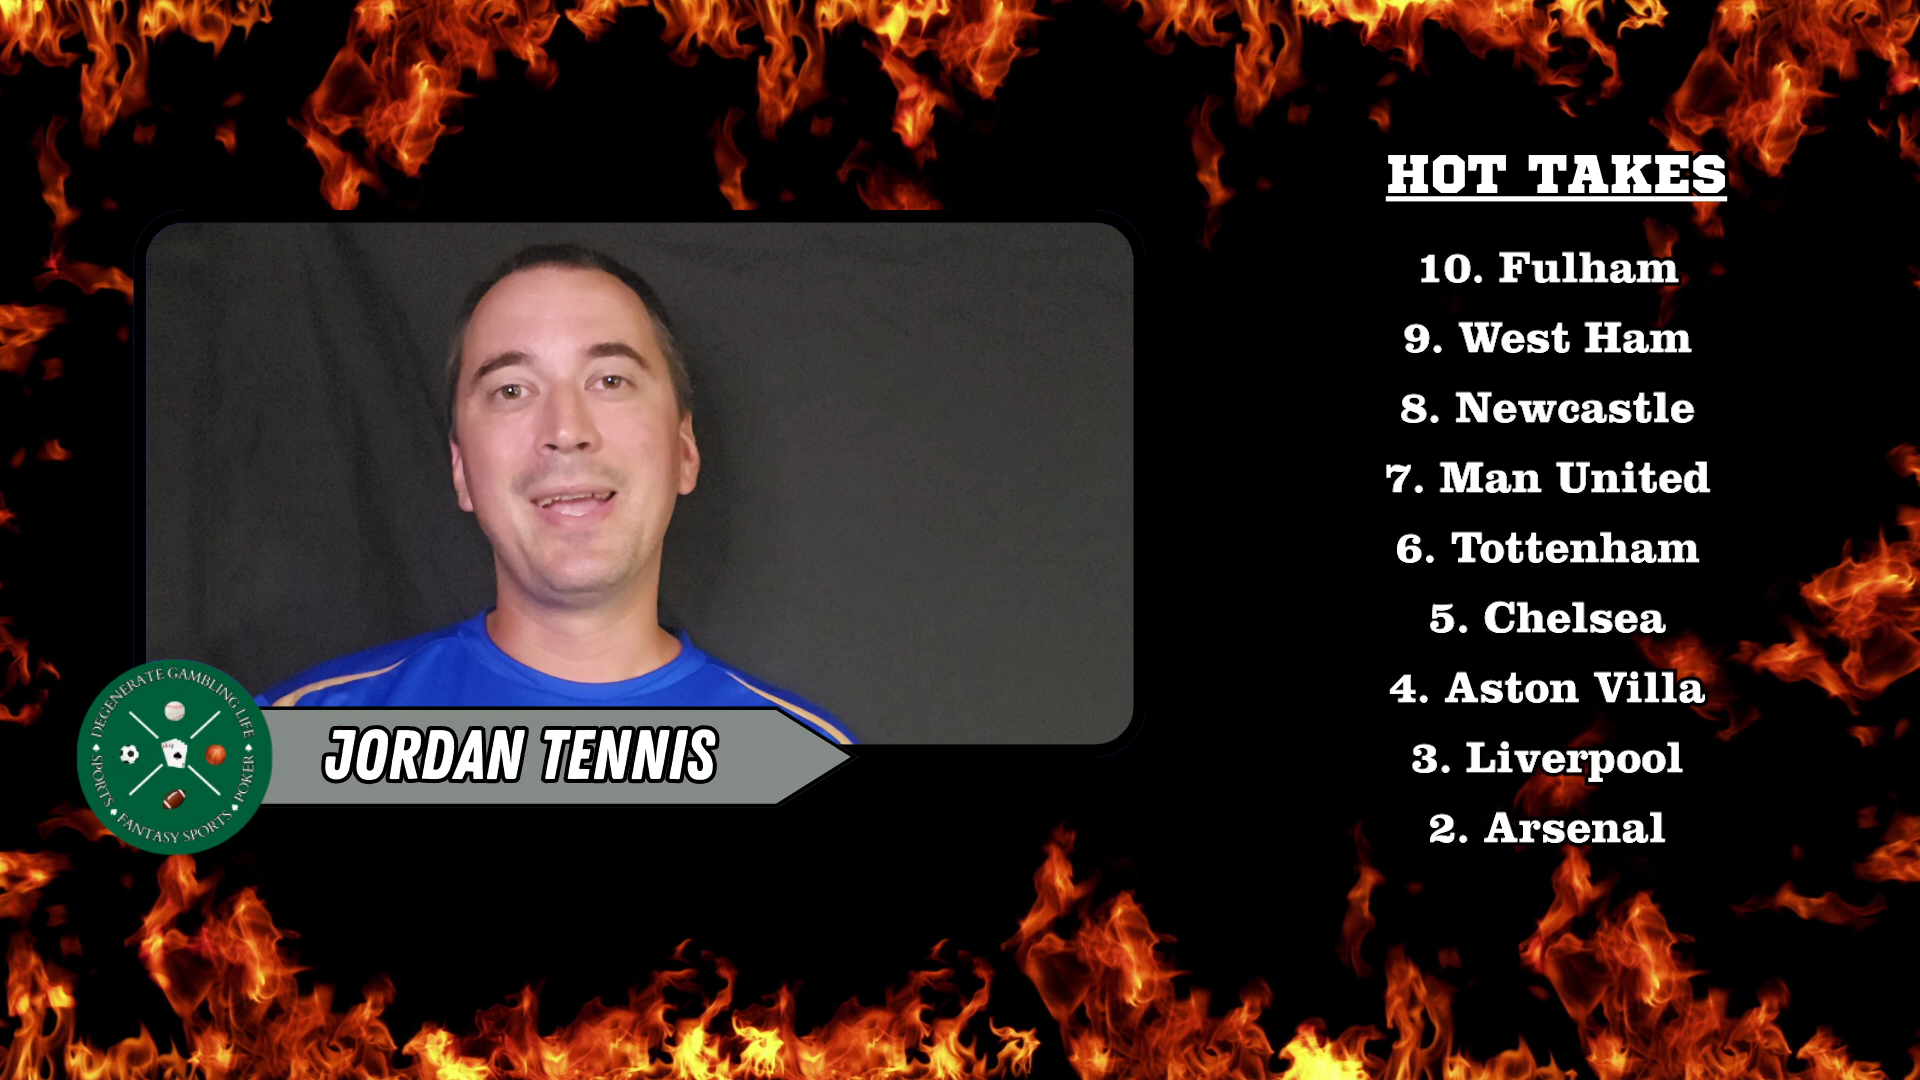 HOT TAKES
10. Fulham
9. West Ham
8. Newcastle
7. Man United
6. Tottenham
5. Chelsea
4. Aston Villa
3. Liverpool
2. Arsenal
JORDAN TENNIS
DEGENERATE GAMBLING LIFE
SPORTS ♠ FANTASY SPORTS ♠ POKER